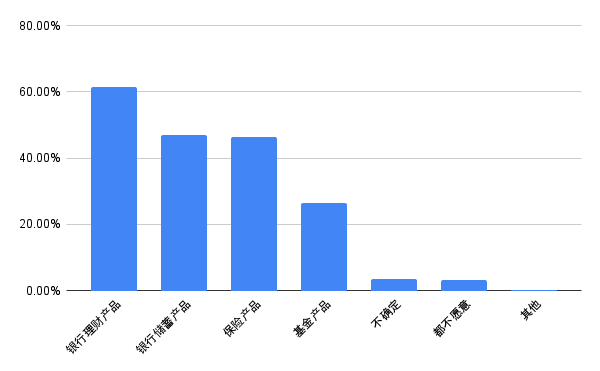 80.00%
60.00%
40.00%
20.00%
0.00%
银行理财产品
银行储蓄产品
保险产品
基金产品
不确定
都不愿意
其他